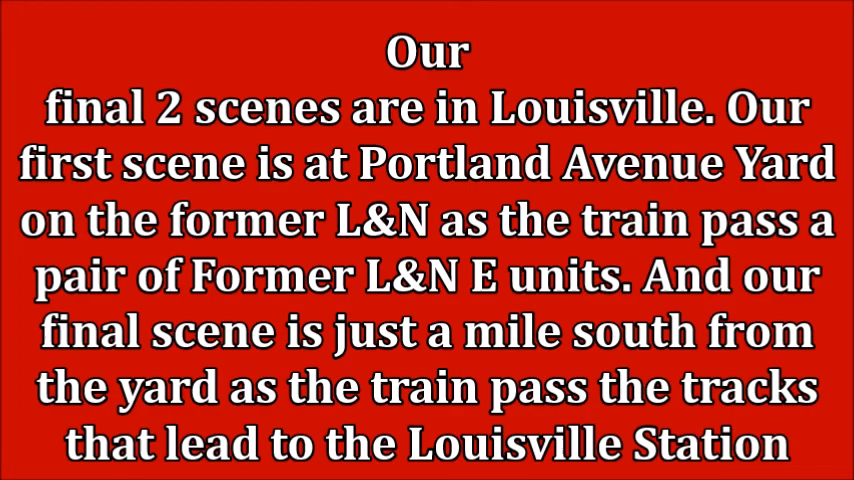 Our
final 2 scenes are in Louisville. Our
first scene is at Portland Avenue Yard
on the former L&N as the train pass a
pair of Former L&N E units. And our
final scene is just a mile south from
the yard as the train pass the tracks
that lead to the Louisville Station